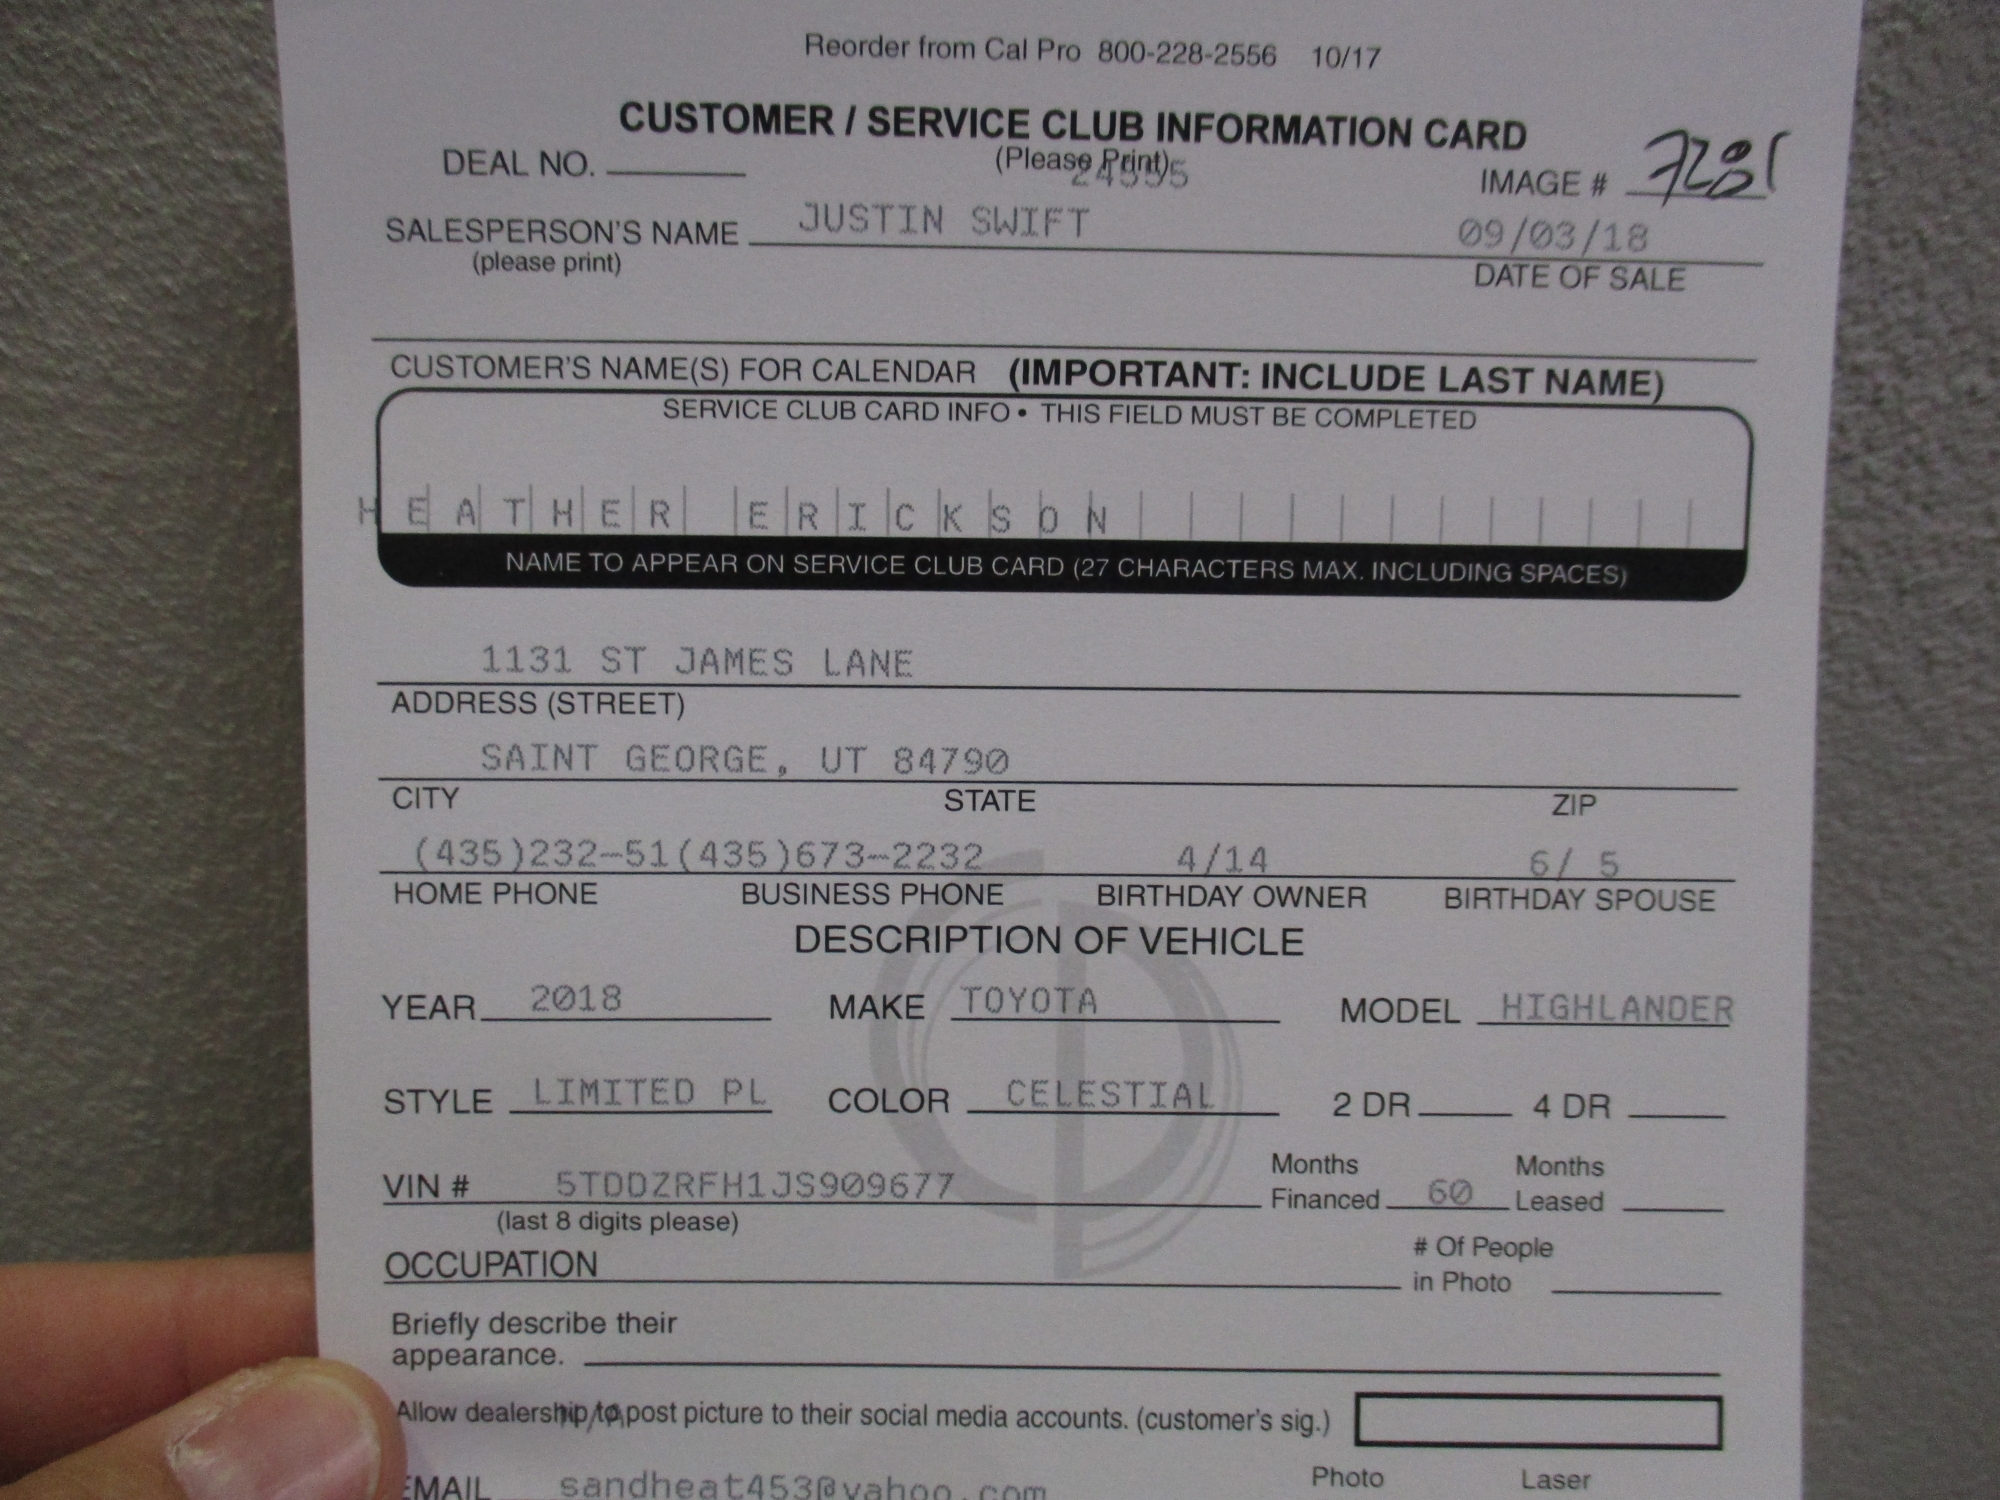 Reorder from Cal Pro 800-228-2556 10/17
CUSTOMER / SERVICE CLUB INFORMATION CARD
DEAL NO. (Please Print) IMAGE # 7281
SALESPERSON'S NAME JUSTIN SWIFT 09/03/18
(please print) DATE OF SALE
CUSTOMER'S NAME(S) FOR CALENDAR (IMPORTANT: INCLUDE LAST NAME)
SERVICE CLUB CARD INFO • THIS FIELD MUST BE COMPLETED
HEATHER ERICKSON
NAME TO APPEAR ON SERVICE CLUB CARD (27 CHARACTERS MAX. INCLUDING SPACES)
1131 ST JAMES LANE
ADDRESS (STREET)
SAINT GEORGE, UT 84790
CITY STATE ZIP
(435)232-51(435)673-2232 4/14 6/ 5
HOME PHONE BUSINESS PHONE BIRTHDAY OWNER BIRTHDAY SPOUSE
DESCRIPTION OF VEHICLE
YEAR 2018 MAKE TOYOTA MODEL HIGHLANDER
STYLE LIMITED PL COLOR CELESTIAL 2 DR 4 DR
VIN # 5TDDZRFH1JS909677 Months Financed 60 Months Leased
(last 8 digits please)
OCCUPATION # Of People in Photo
Briefly describe their
appearance.
Allow dealership to post picture to their social media accounts. (customer's sig.)
EMAIL sandheat453@yahoo.com Photo Laser